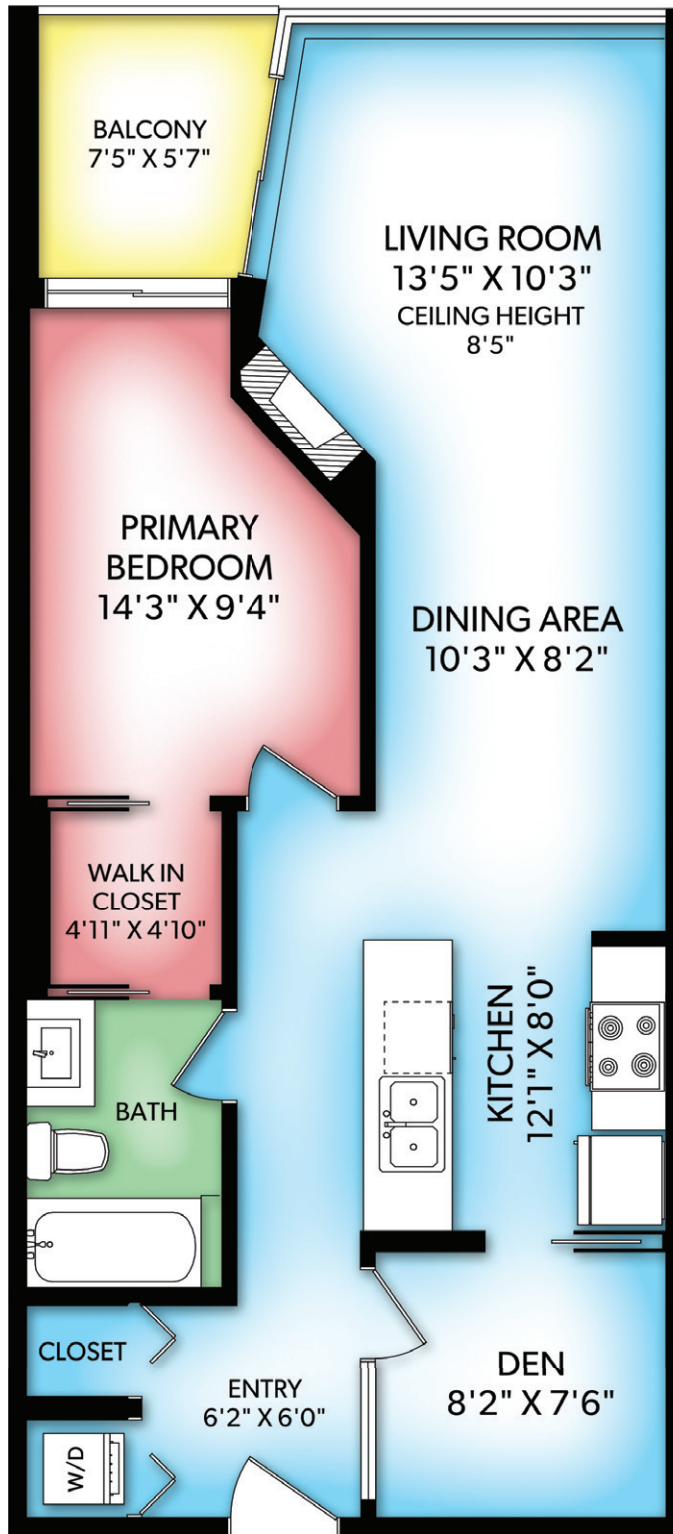 BALCONY
7'5" X 5'7"
LIVING ROOM
13'5" X 10'3"
CEILING HEIGHT
8'5"
PRIMARY
BEDROOM
14'3" X 9'4"
DINING AREA
10'3" X 8'2"
WALK IN
CLOSET
4'11" X 4'10"
KITCHEN
12'1" X 8'0"
BATH
CLOSET
ENTRY
6'2" X 6'0"
DEN
8'2" X 7'6"
W/D